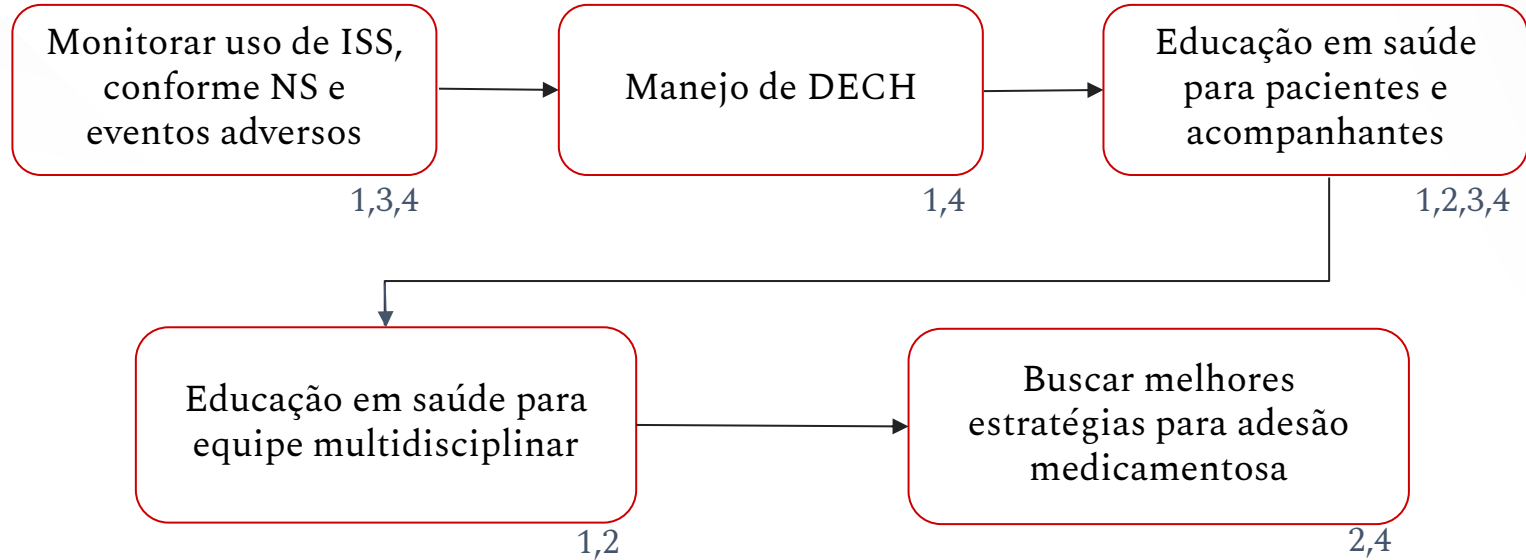 Monitorar uso de ISS,
conforme NS e
eventos adversos
1,3,4
Manejo de DECH
1,4
Educação em saúde
para pacientes e
acompanhantes
1,2,3,4
Educação em saúde para
equipe multidisciplinar
1,2
Buscar melhores
estratégias para adesão
medicamentosa
2,4